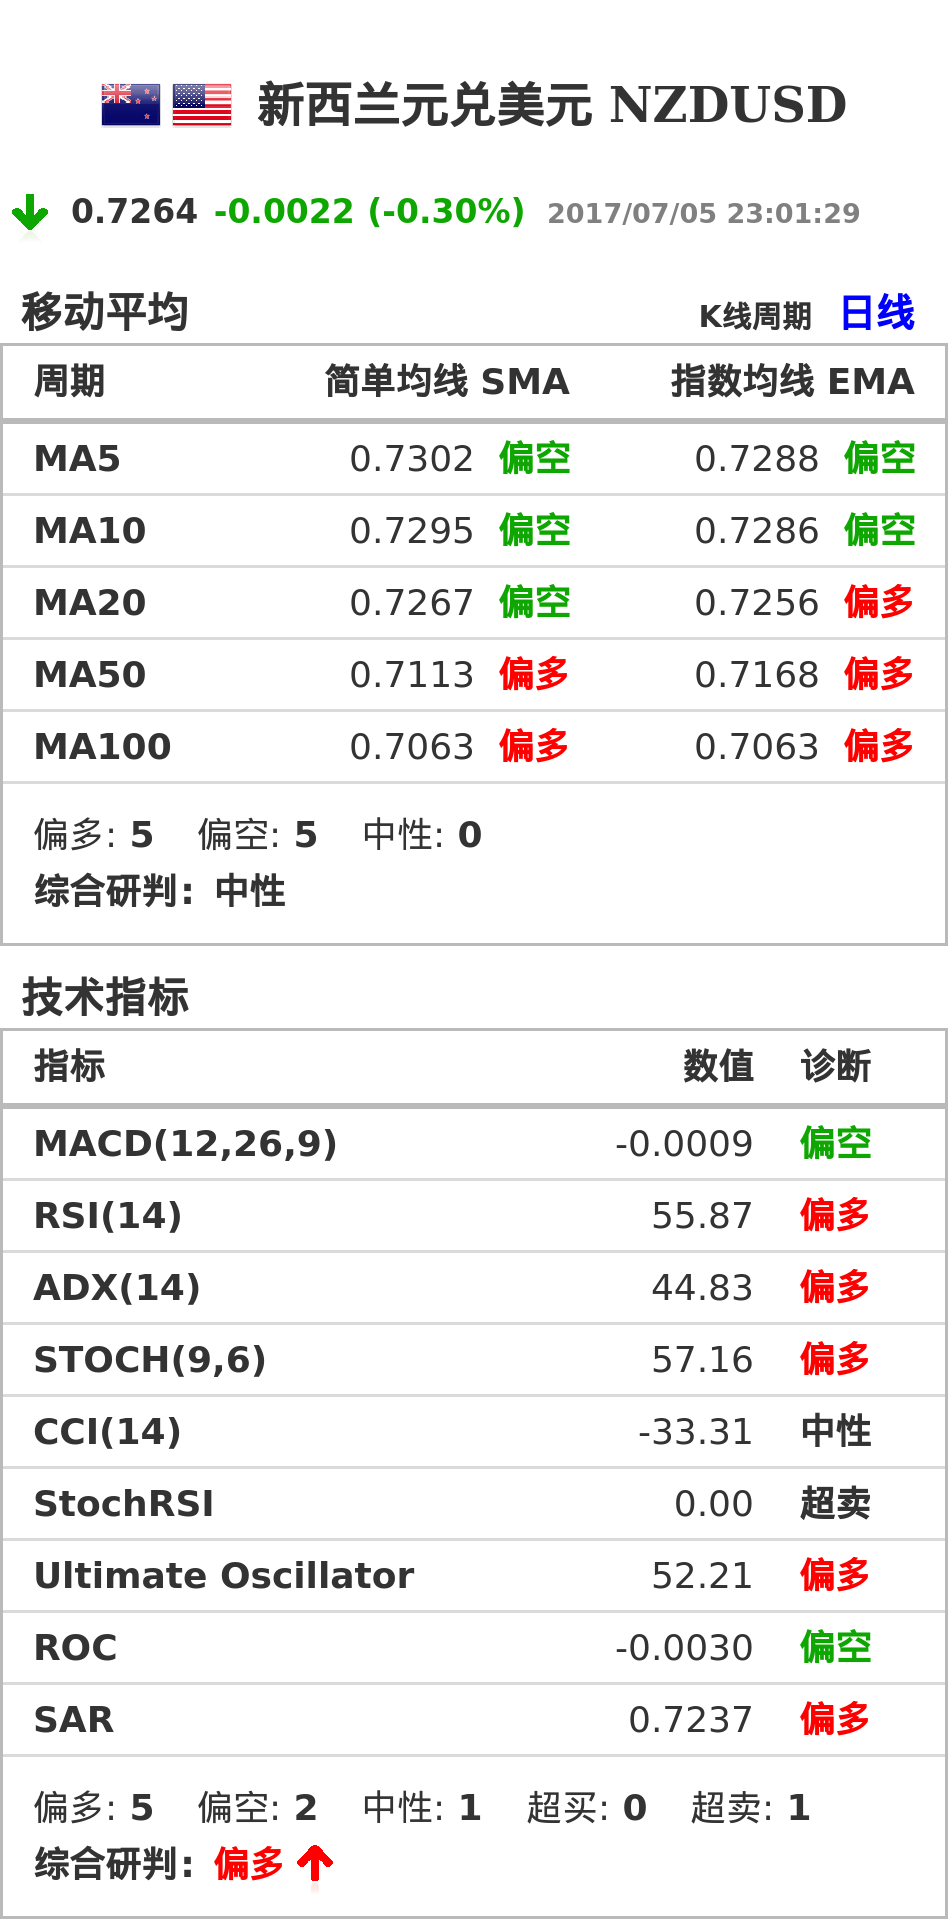 新西兰元兑美元 NZDUSD
0.7264 -0.0022 (-0.30%) 2017/07/05 23:01:29
移动平均 K线周期 日线
周期 简单均线 SMA 指数均线 EMA
MA5 0.7302 偏空 0.7288 偏空
MA10 0.7295 偏空 0.7286 偏空
MA20 0.7267 偏空 0.7256 偏多
MA50 0.7113 偏多 0.7168 偏多
MA100 0.7063 偏多 0.7063 偏多
偏多: 5 偏空: 5 中性: 0
综合研判: 中性
技术指标
指标 数值 诊断
MACD(12,26,9) -0.0009 偏空
RSI(14) 55.87 偏多
ADX(14) 44.83 偏多
STOCH(9,6) 57.16 偏多
CCI(14) -33.31 中性
StochRSI 0.00 超卖
Ultimate Oscillator 52.21 偏多
ROC -0.0030 偏空
SAR 0.7237 偏多
偏多: 5 偏空: 2 中性: 1 超买: 0 超卖: 1
综合研判: 偏多